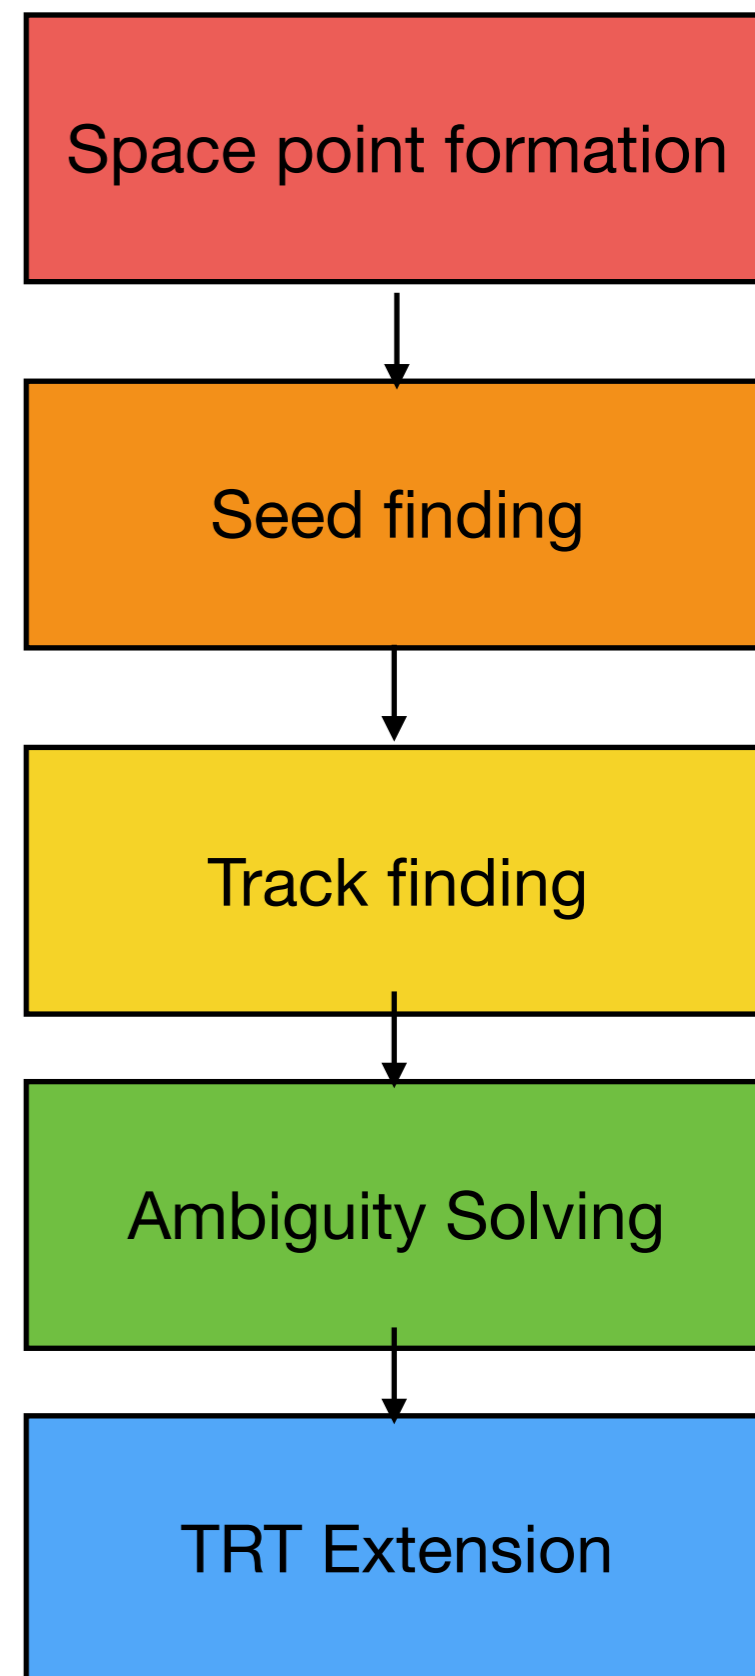 Space point formation
Seed finding
Track finding
Ambiguity Solving
TRT Extension